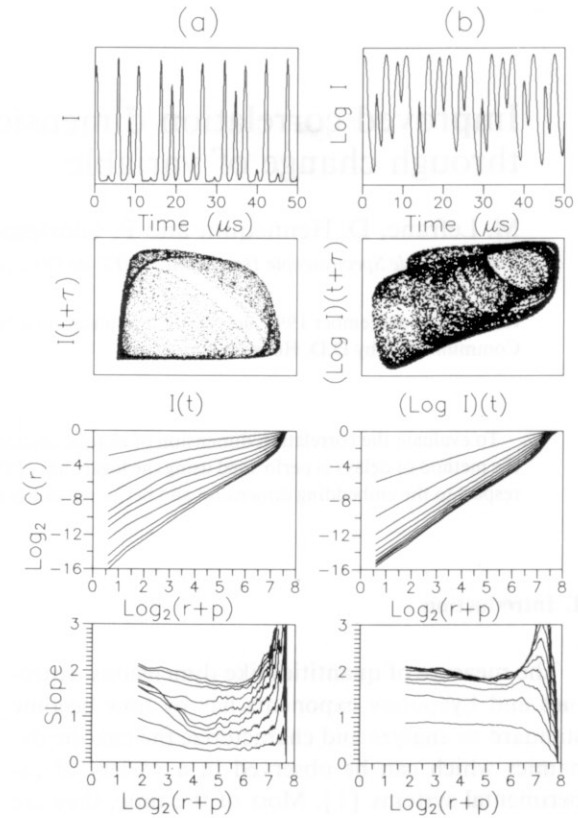 (a) (b)
I
Log I
0 10 20 30 40 50
0 10 20 30 40 50
Time (μs) Time (μs)
I(t+τ)
(Log I)(t+τ)
I(t) (Log I)(t)
Log₂ C(r)
0
-4
-8
-12
-16
0
-4
-8
-12
-16
0 1 2 3 4 5 6 7 8
0 1 2 3 4 5 6 7 8
Log₂(r+p) Log₂(r+p)
Slope
3
2
1
0
3
2
1
0
0 1 2 3 4 5 6 7 8
0 1 2 3 4 5 6 7 8
Log₂(r+p) Log₂(r+p)